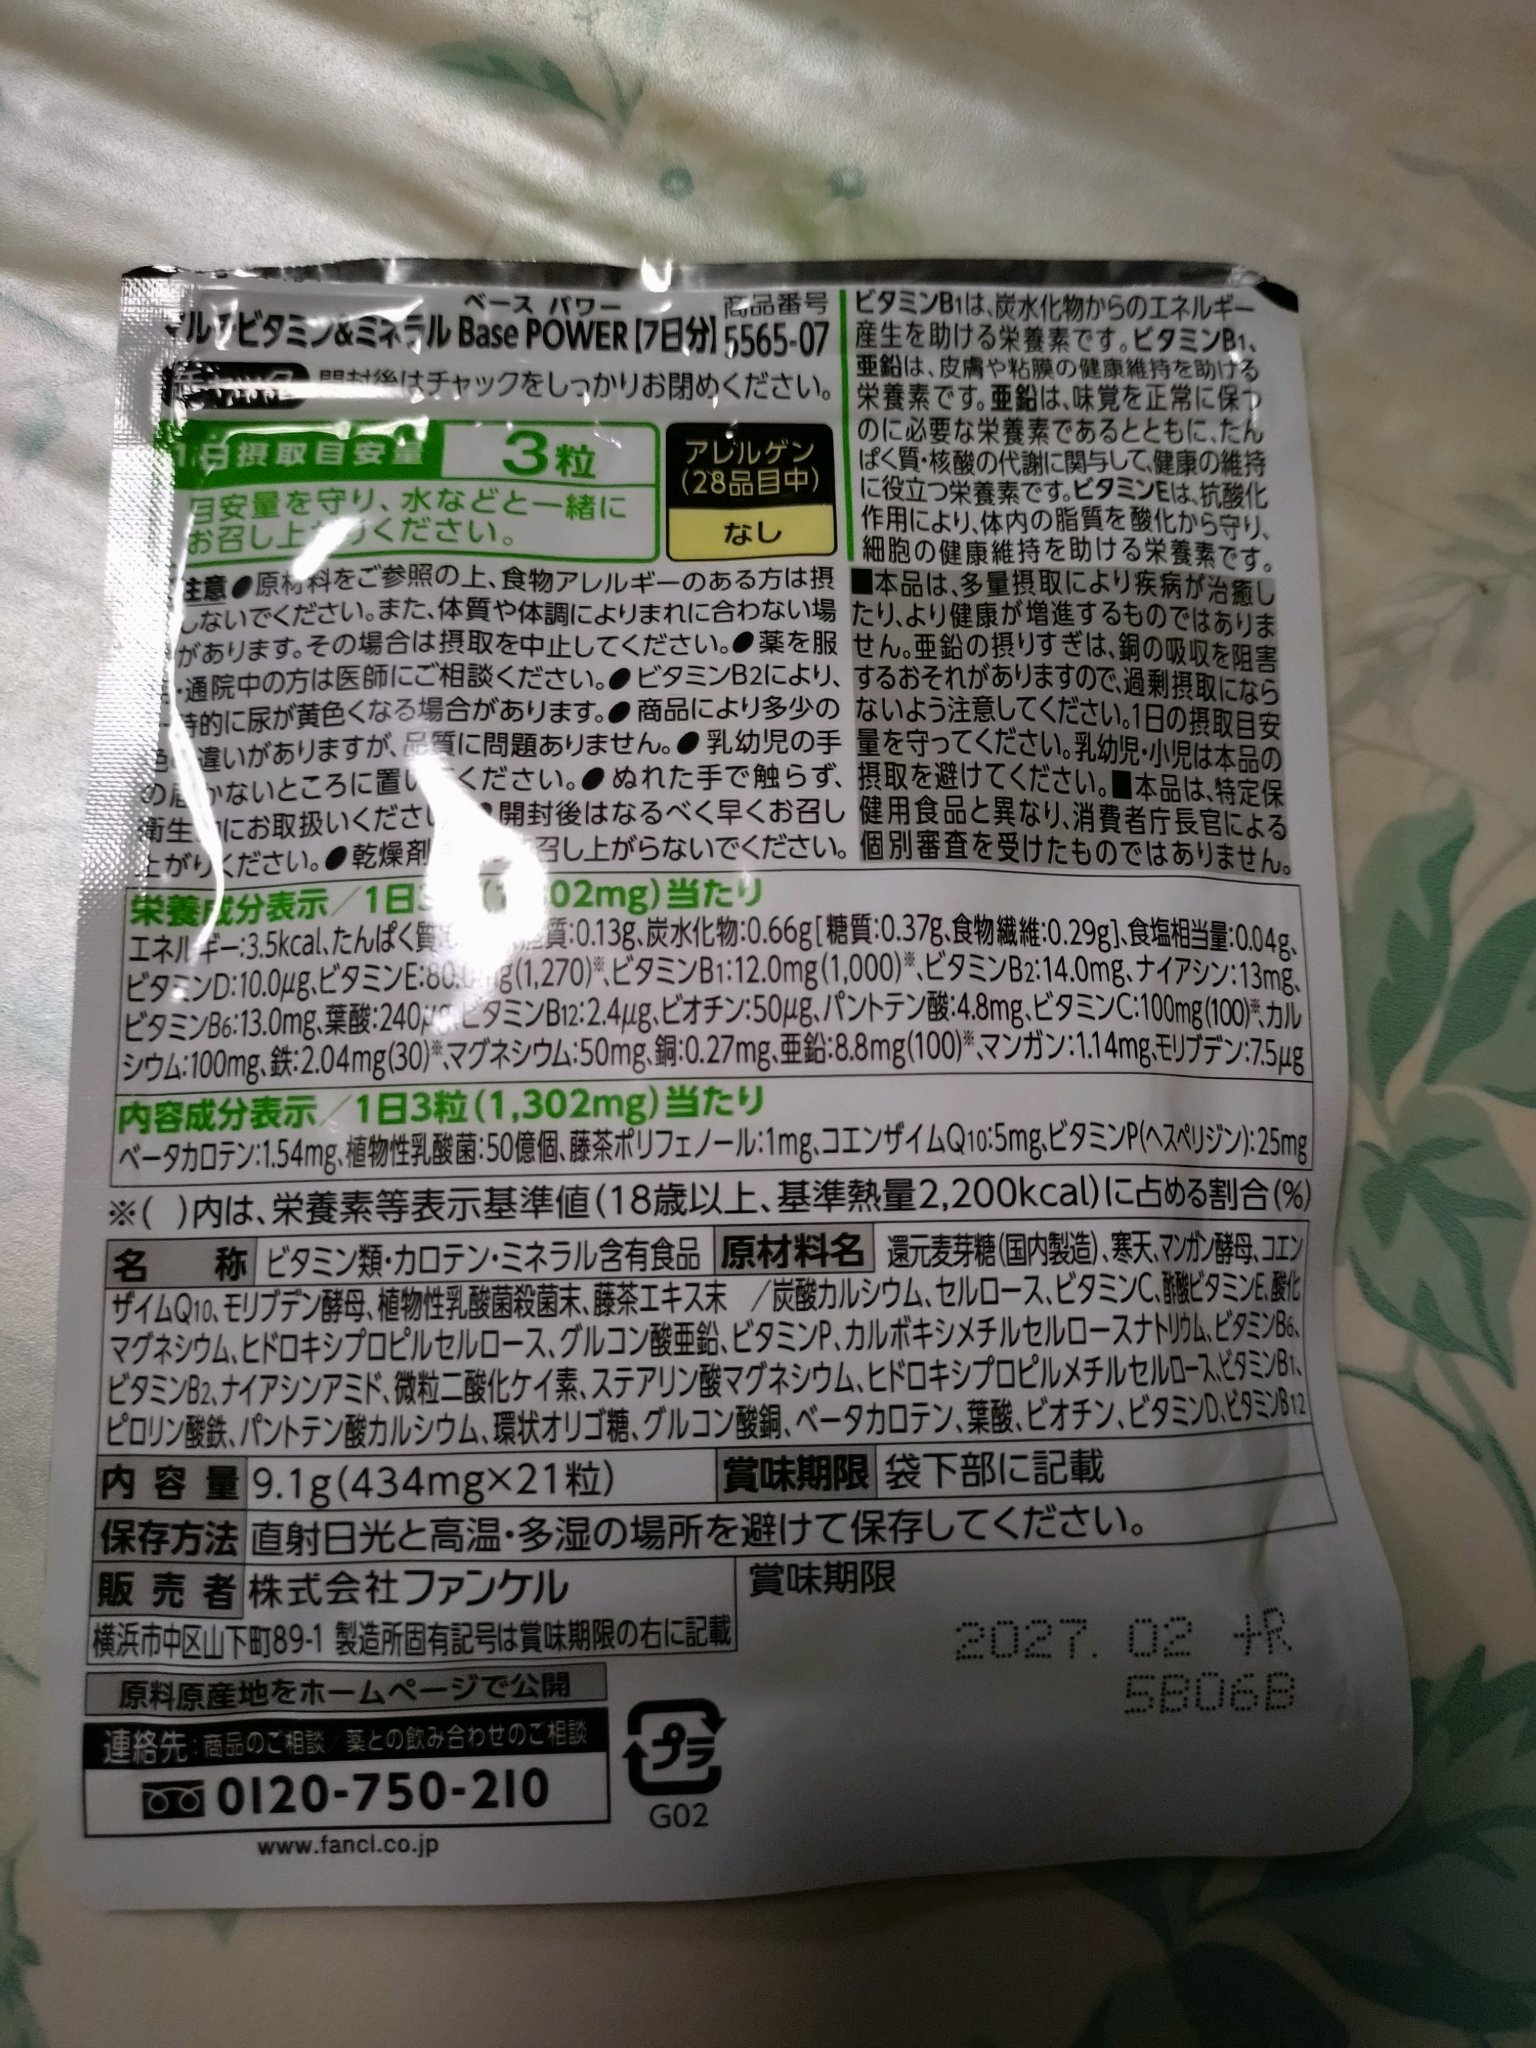 ベース パワー
ビタミン&ミネラル Base POWER【7日分】
商品番号
5565-07
開封後はチャックをしっかりお閉めください。
1日摂取目安量 3粒
目安量を守り、水などと一緒に
お召し上がりください。
アレルゲン
(28品目中)
なし
ビタミンB1は、炭水化物からのエネルギー
産生を助ける栄養素です。ビタミンB1、
亜鉛は、皮膚や粘膜の健康維持を助ける
栄養素です。亜鉛は、味覚を正常に保つ
のに必要な栄養素であるとともに、たん
ぱく質・核酸の代謝に関与して、健康の維持
に役立つ栄養素です。ビタミンEは、抗酸化
作用により、体内の脂質を酸化から守り、
細胞の健康維持を助ける栄養素です。
■本品は、多量摂取により疾病が治癒し
たり、より健康が増進するものではありま
せん。亜鉛の摂りすぎは、銅の吸収を阻害
するおそれがありますので、過剰摂取になら
ないよう注意してください。1日の摂取目安
量を守ってください。乳幼児・小児は本品の
摂取を避けてください。■本品は、特定保
健用食品と異なり、消費者庁長官による
個別審査を受けたものではありません。
注意●原材料をご参照の上、食物アレルギーのある方は摂
しないでください。また、体質や体調によりまれに合わない場
があります。その場合は摂取を中止してください。●薬を服
・通院中の方は医師にご相談ください。●ビタミンB2により、
時的に尿が黄色くなる場合があります。●商品により多少の
違いがありますが、品質に問題ありません。●乳幼児の手
かないところに置 ください。●ぬれた手で触らず、
衛生 にお取扱いくださ 開封後はなるべく早くお召し
上がりください。●乾燥剤 召し上がらないでください。
栄養成分表示/1日3 02mg)当たり
エネルギー:3.5kcal、たんぱく質 質:0.13g、炭水化物:0.66g[糖質:0.37g、食物繊維:0.29g]、食塩相当量:0.04g、
ビタミンD:10.0μg、ビタミンE:80. mg(1,270)※、ビタミンB1:12.0mg(1,000)※、ビタミンB2:14.0mg、ナイアシン:13mg、
ビタミンB6:13.0mg、葉酸:240μg、ビタミンB12:2.4μg、ビオチン:50μg、パントテン酸:4.8mg、ビタミンC:100mg(100)※、カル
シウム:100mg、鉄:2.04mg(30)※、マグネシウム:50mg、銅:0.27mg、亜鉛:8.8mg(100)※、マンガン:1.14mg、モリブデン:7.5μg
内容成分表示/1日3粒(1,302mg)当たり
ベータカロテン:1.54mg、植物性乳酸菌:50億個、藤茶ポリフェノール:1mg、コエンザイムQ10:5mg、ビタミンP(ヘスペリジン):25mg
※( )内は、栄養素等表示基準値(18歳以上、基準熱量2,200kcal)に占める割合(%)
名称 ビタミン類・カロテン・ミネラル含有食品 原材料名 還元麦芽糖(国内製造)、寒天、マンガン酵母、コエン
ザイムQ10、モリブデン酵母、植物性乳酸菌殺菌末、藤茶エキス末 /炭酸カルシウム、セルロース、ビタミンC、酢酸ビタミンE、酸化
マグネシウム、ヒドロキシプロピルセルロース、グルコン酸亜鉛、ビタミンP、カルボキシメチルセルロースナトリウム、ビタミンB6、
ビタミンB2、ナイアシンアミド、微粒二酸化ケイ素、ステアリン酸マグネシウム、ヒドロキシプロピルメチルセルロース、ビタミンB1、
ピロリン酸鉄、パントテン酸カルシウム、環状オリゴ糖、グルコン酸銅、ベータカロテン、葉酸、ビオチン、ビタミンD、ビタミンB12
内容量 9.1g(434mg×21粒) 賞味期限 袋下部に記載
保存方法 直射日光と高温・多湿の場所を避けて保存してください。
販売者 株式会社ファンケル
横浜市中区山下町89-1 製造所固有記号は賞味期限の右に記載
賞味期限
2027.02 +R
5B06B
原料原産地をホームページで公開
連絡先:商品のご相談/薬との飲み合わせのご相談
0120-750-210
www.fancl.co.jp
プラ
G02